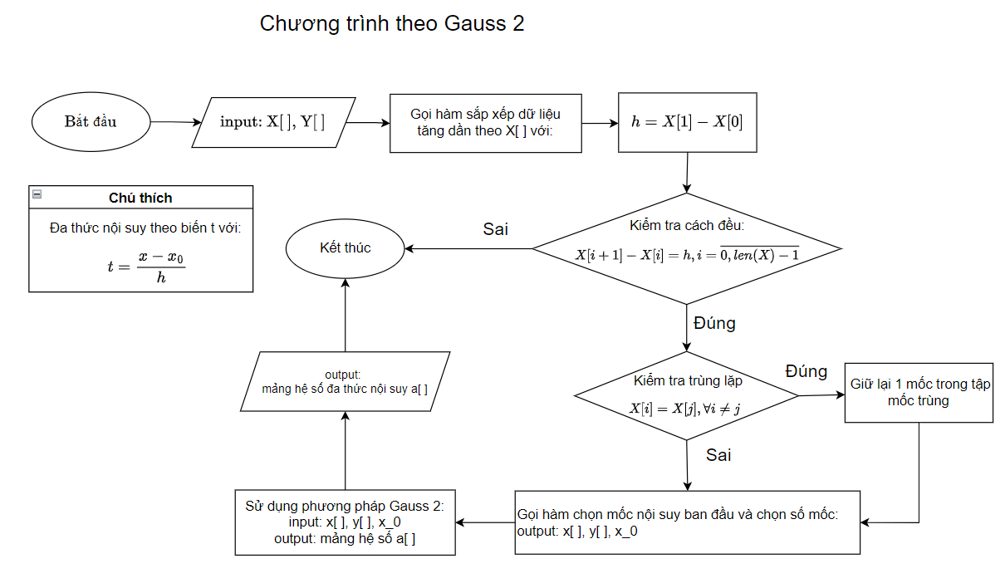 Chương trình theo Gauss 2
Bắt đầu
input: X[ ], Y[ ]
Gọi hàm sắp xếp dữ liệu
tăng dần theo X[ ] với:
h = X[1] − X[0]
Chú thích
Đa thức nội suy theo biến t với:
t = \frac{x − x_0}{h}
Kết thúc
Sai
Kiểm tra cách đều:
X[i + 1] − X[i] = h, i = \overline{0, len(X) − 1}
Đúng
Kiểm tra trùng lặp
X[i] = X[j], ∀i ≠ j
Đúng
Giữ lại 1 mốc trong tập
mốc trùng
Sai
output:
mảng hệ số đa thức nội suy a[ ]
Sử dụng phương pháp Gauss 2:
input: x[ ], y[ ], x_0
output: mảng hệ số a[ ]
Gọi hàm chọn mốc nội suy ban đầu và chọn số mốc:
output: x[ ], y[ ], x_0